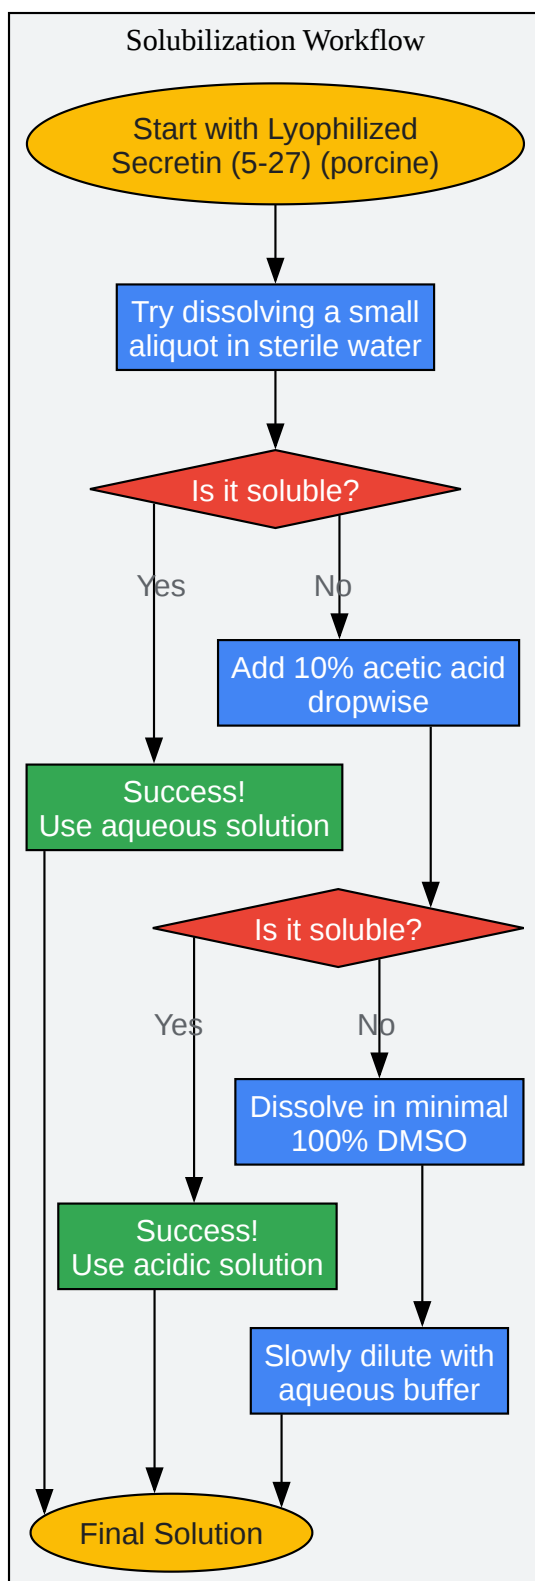 Solubilization Workflow
Start with Lyophilized
Secretin (5-27) (porcine)
Try dissolving a small
aliquot in sterile water
Is it soluble?
Yes
No
Add 10% acetic acid
dropwise
Success!
Use aqueous solution
Is it soluble?
Yes
No
Dissolve in minimal
100% DMSO
Success!
Use acidic solution
Slowly dilute with
aqueous buffer
Final Solution